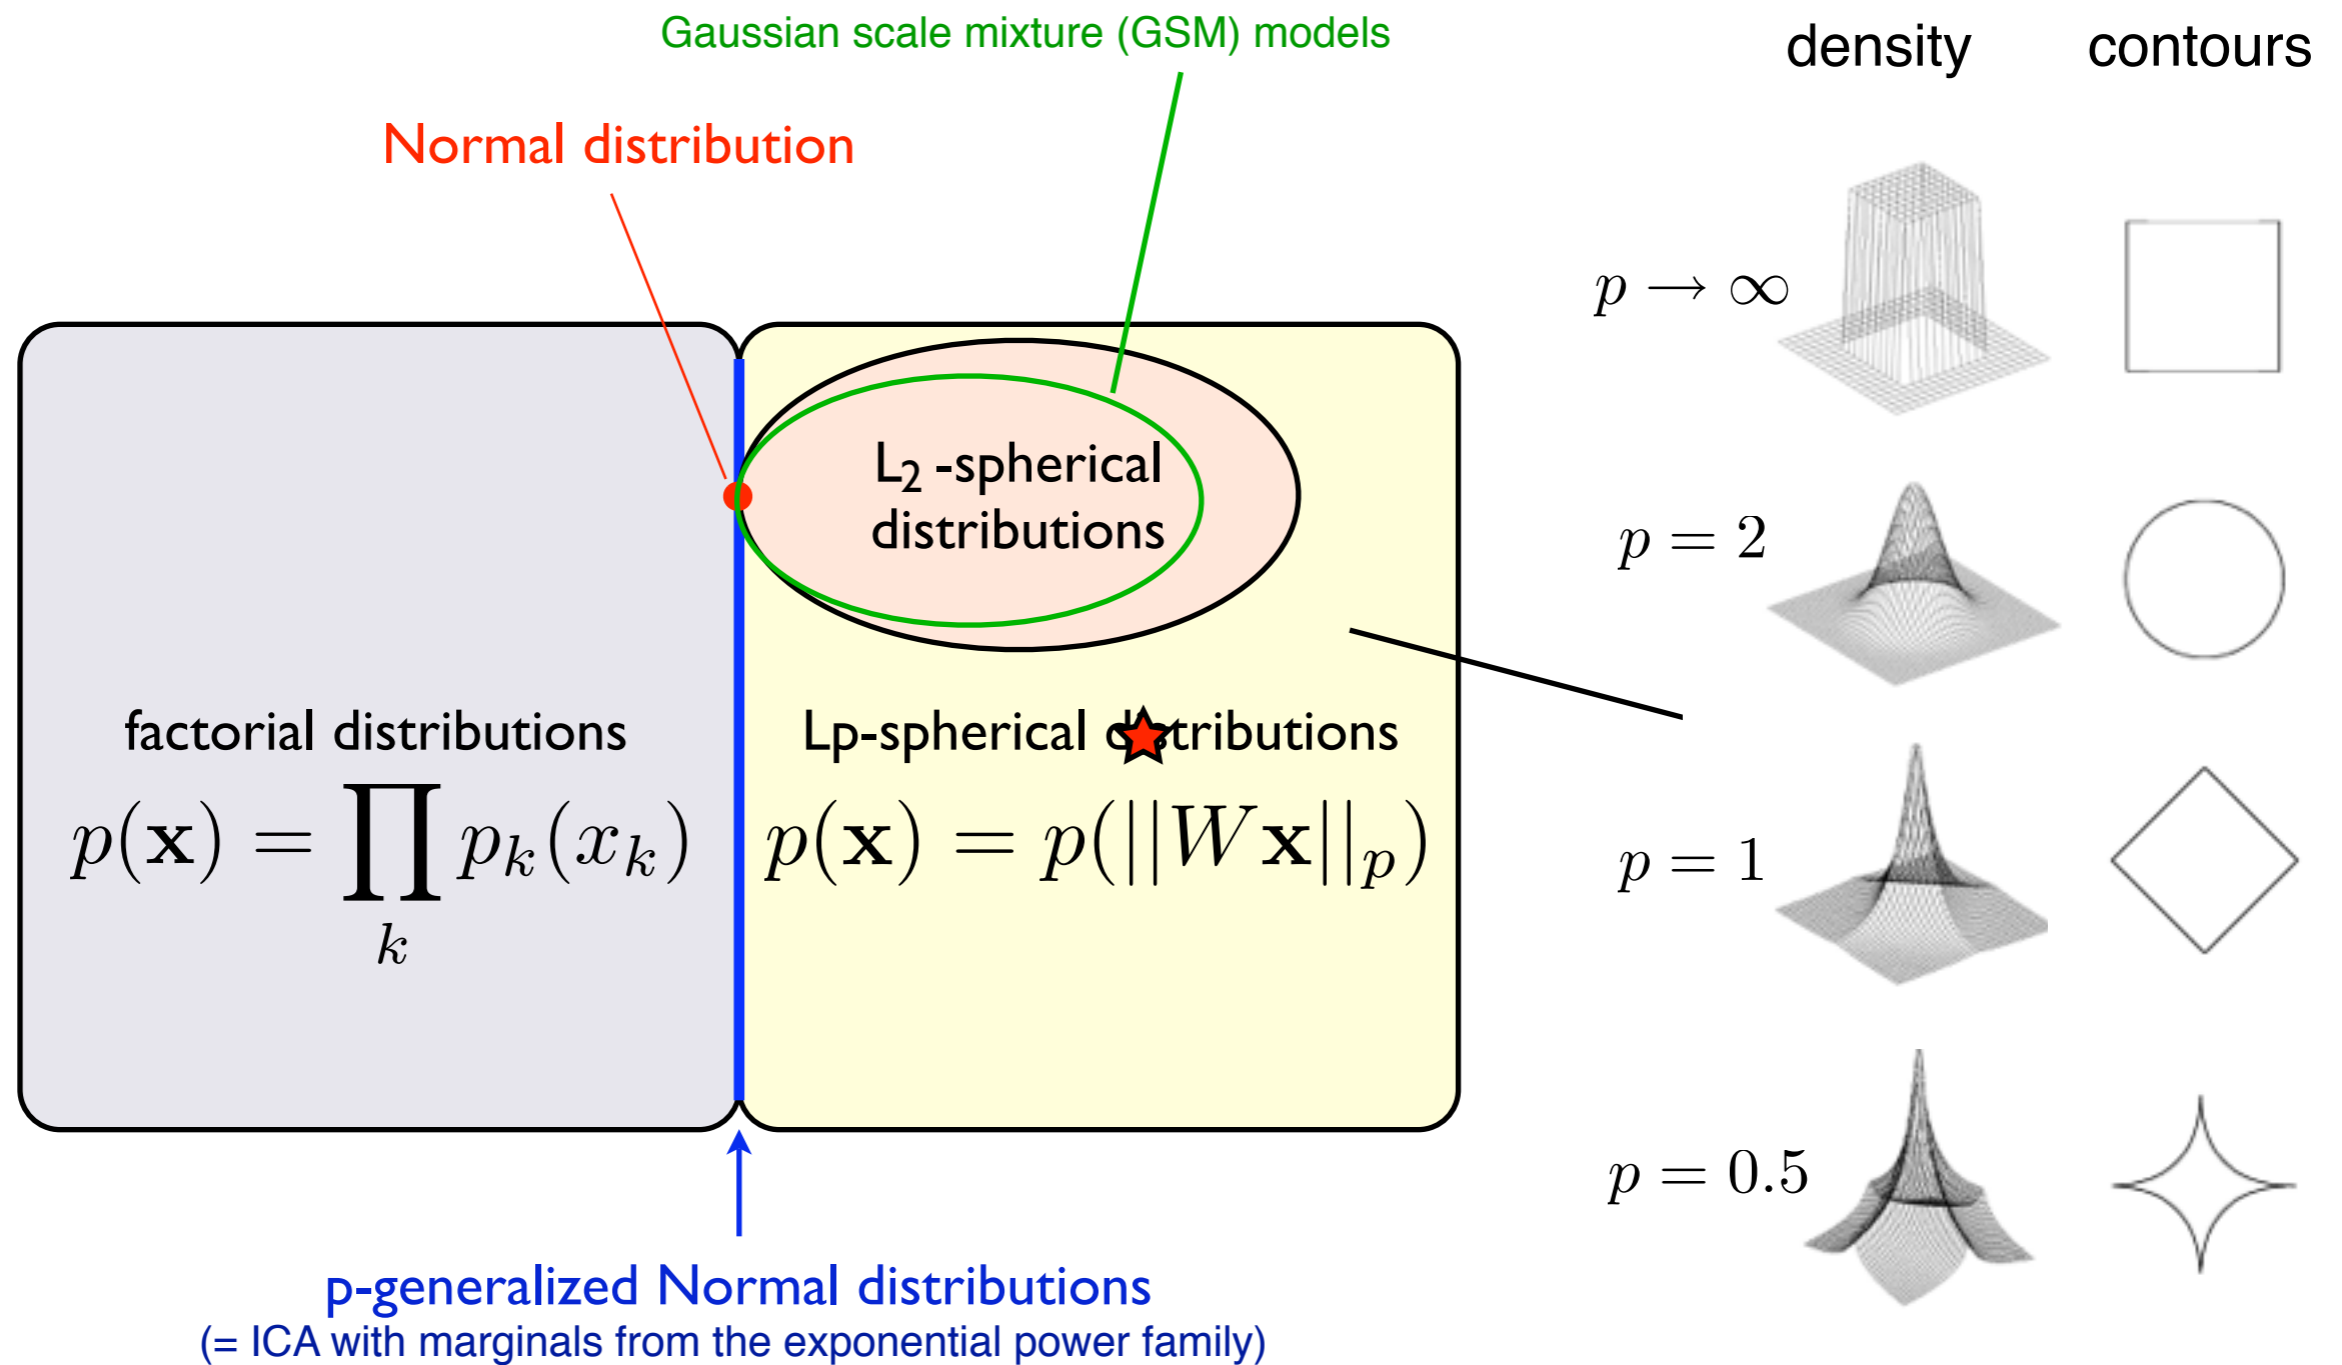 Gaussian scale mixture (GSM) models
density contours
Normal distribution
p → ∞
L₂ -spherical
distributions
p = 2
factorial distributions
Lp-spherical distributions
p(𝐱) = ∏ₖ pₖ(xₖ)
p(𝐱) = p(||W𝐱||ₚ)
p = 1
p = 0.5
p-generalized Normal distributions
(= ICA with marginals from the exponential power family)